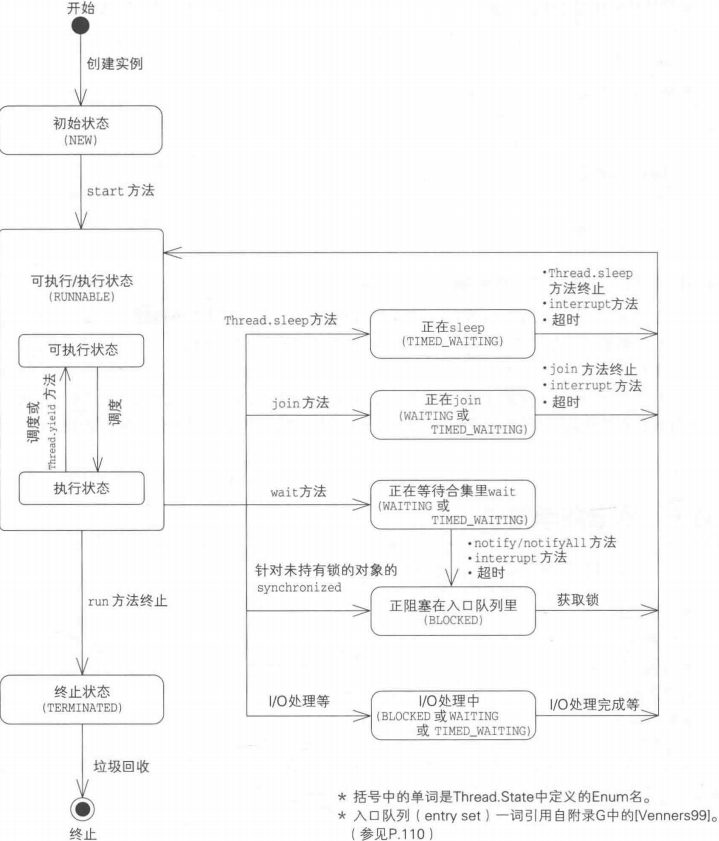 开始
创建实例
初始状态
(NEW)
start 方法
可执行/执行状态
(RUNNABLE)
可执行状态
调度或
Thread.yield 方法
调度
执行状态
run 方法终止
终止状态
(TERMINATED)
垃圾回收
终止
Thread.sleep方法
正在sleep
(TIMED_WAITING)
•Thread.sleep
方法终止
•interrupt方法
•超时
join 方法
正在join
(WAITING 或
TIMED_WAITING)
•join 方法终止
•interrupt 方法
•超时
wait方法
正在等待合集里wait
(WAITING 或
TIMED_WAITING)
•notify/notifyAll 方法
•interrupt 方法
•超时
针对未持有锁的对象的
synchronized
正阻塞在入口队列里
(BLOCKED)
获取锁
I/O处理等
I/O处理中
(BLOCKED 或 WAITING
或 TIMED_WAITING)
I/O处理完成等
* 括号中的单词是Thread.State中定义的Enum名。
* 入口队列（entry set）一词引用自附录G中的[Venners99]。
（参见P.110）